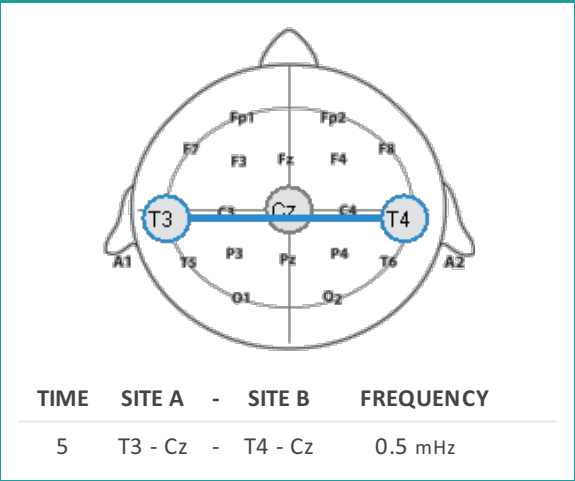 Fp1 Fp2
F7 F3 Fz F4 F8
T3 C3 Cz C4 T4
A1 T5 P3 Pz P4 T6 A2
O1 O2
TIME SITE A - SITE B FREQUENCY
5 T3 - Cz - T4 - Cz 0.5 mHz